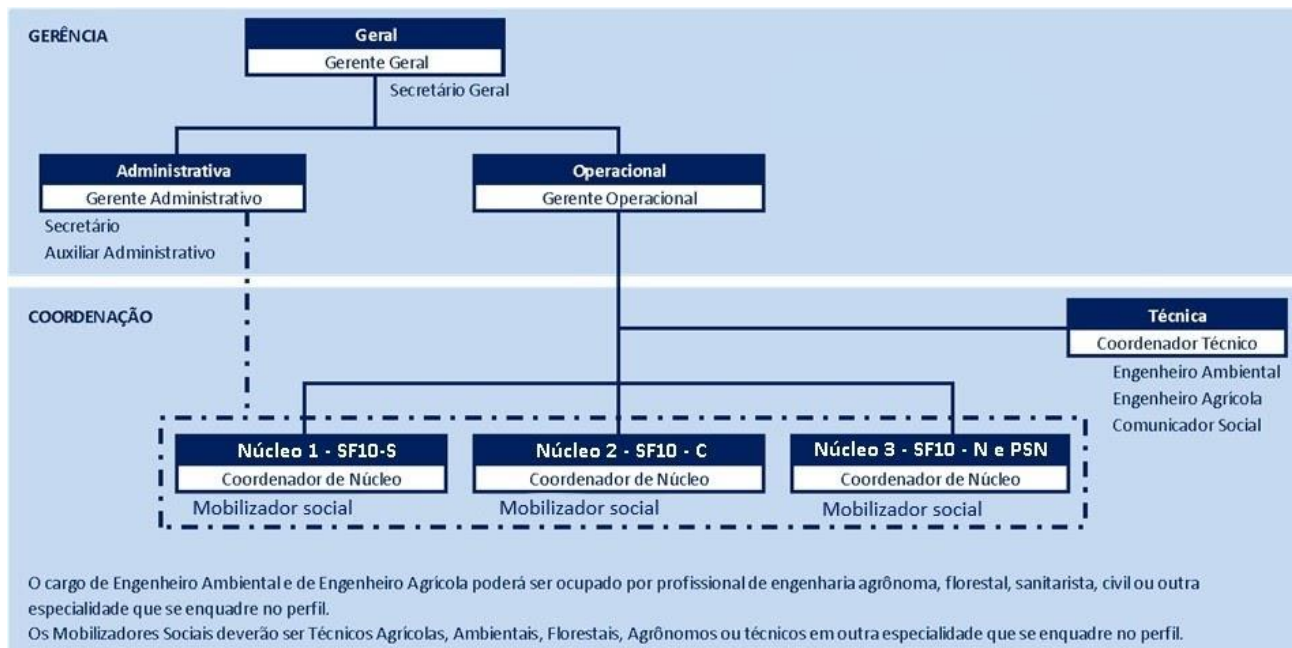 GERÊNCIA
Geral
Gerente Geral
Secretário Geral
Administrativa
Gerente Administrativo
Secretário
Auxiliar Administrativo
Operacional
Gerente Operacional
COORDENAÇÃO
Técnica
Coordenador Técnico
Engenheiro Ambiental
Engenheiro Agrícola
Comunicador Social
Núcleo 1 - SF10-S
Coordenador de Núcleo
Mobilizador social
Núcleo 2 - SF10 - C
Coordenador de Núcleo
Mobilizador social
Núcleo 3 - SF10 - N e PSN
Coordenador de Núcleo
Mobilizador social
O cargo de Engenheiro Ambiental e de Engenheiro Agrícola poderá ser ocupado por profissional de engenharia agrônoma, florestal, sanitarista, civil ou outra
especialidade que se enquadre no perfil.
Os Mobilizadores Sociais deverão ser Técnicos Agrícolas, Ambientais, Florestais, Agrônomos ou técnicos em outra especialidade que se enquadre no perfil.